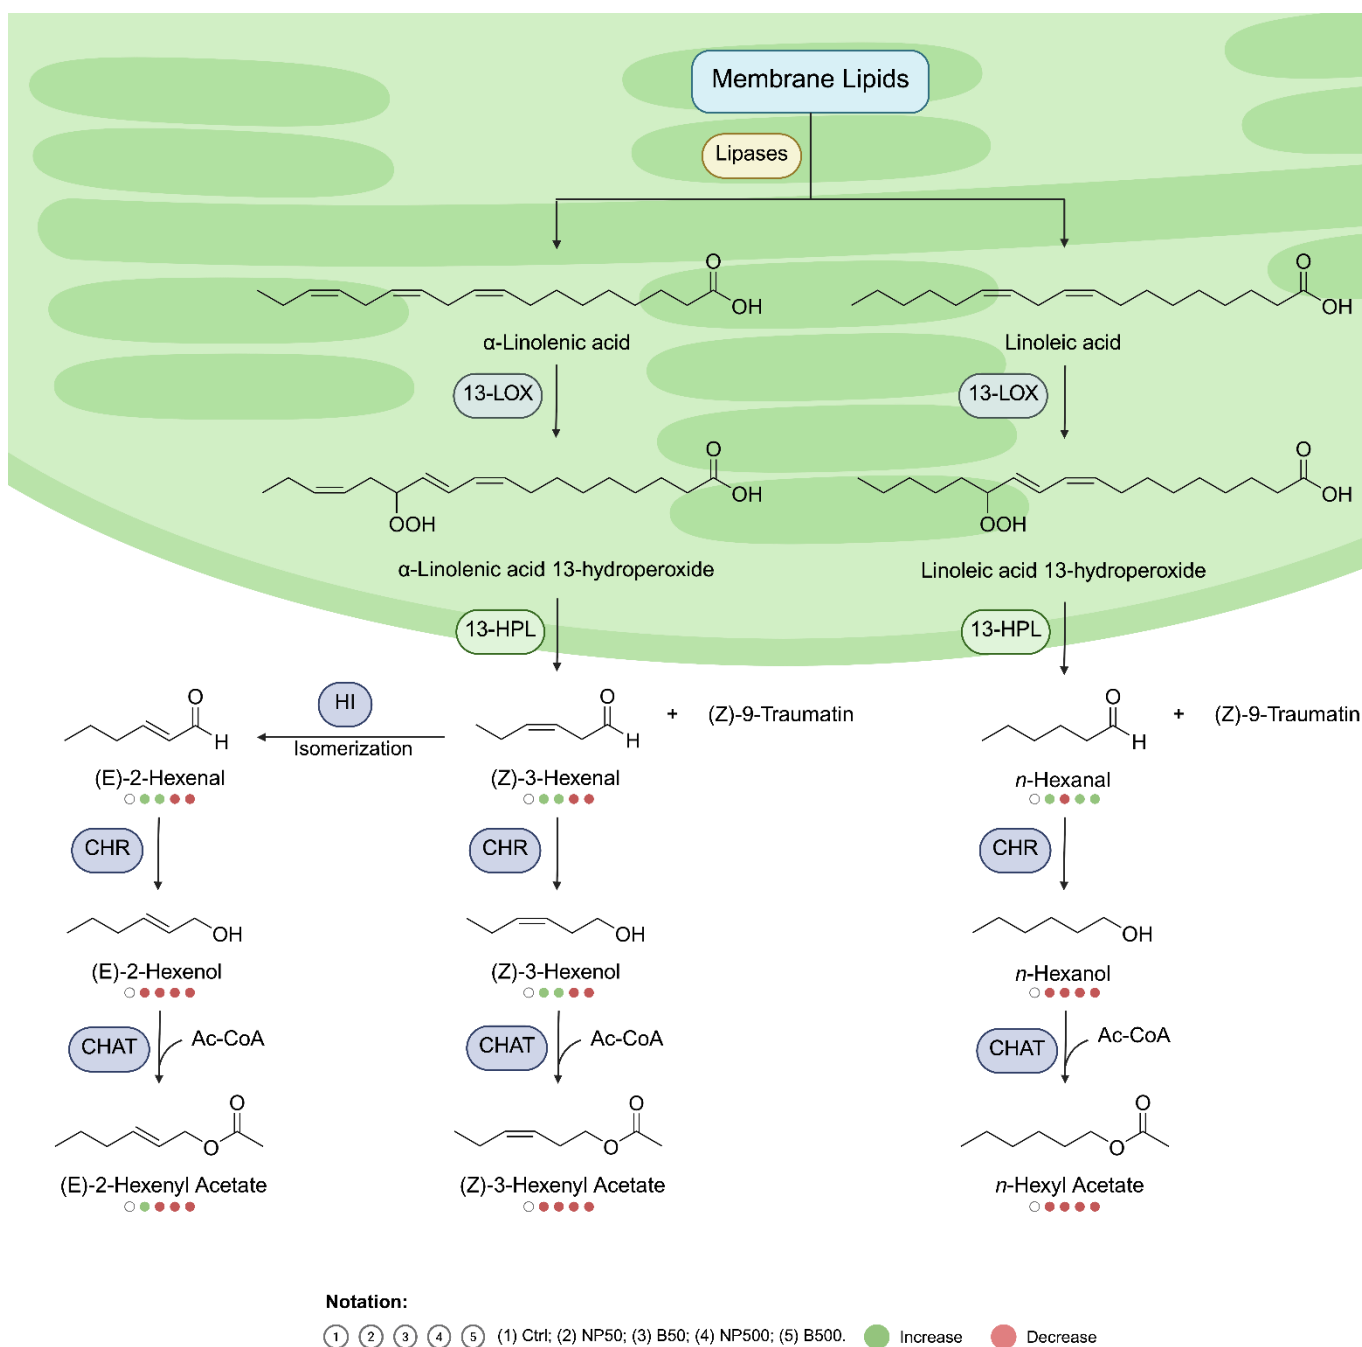 Membrane Lipids
Lipases
O
OH
α-Linolenic acid
O
OH
Linoleic acid
13-LOX
13-LOX
O
OH
OOH
α-Linolenic acid 13-hydroperoxide
O
OH
OOH
Linoleic acid 13-hydroperoxide
13-HPL
13-HPL
O
H
(E)-2-Hexenal
HI
Isomerization
O
H
(Z)-3-Hexenal
+ (Z)-9-Traumatin
O
H
n-Hexanal
+ (Z)-9-Traumatin
CHR
CHR
CHR
OH
(E)-2-Hexenol
OH
(Z)-3-Hexenol
OH
n-Hexanol
CHAT
Ac-CoA
CHAT
Ac-CoA
CHAT
Ac-CoA
O
O
(E)-2-Hexenyl Acetate
O
O
(Z)-3-Hexenyl Acetate
O
O
n-Hexyl Acetate
Notation:
1 2 3 4 5 (1) Ctrl; (2) NP50; (3) B50; (4) NP500; (5) B500. Increase Decrease